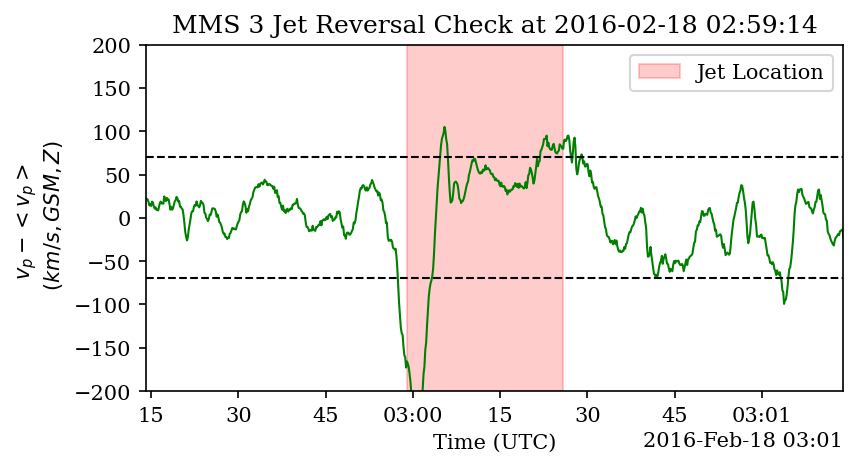 MMS 3 Jet Reversal Check at 2016-02-18 02:59:14
200
150
100
50
0
−50
−100
−150
−200
v_p − <v_p>
(km/s, GSM, Z)
Jet Location
15 30 45 03:00 15 30 45 03:01
Time (UTC)
2016-Feb-18 03:01